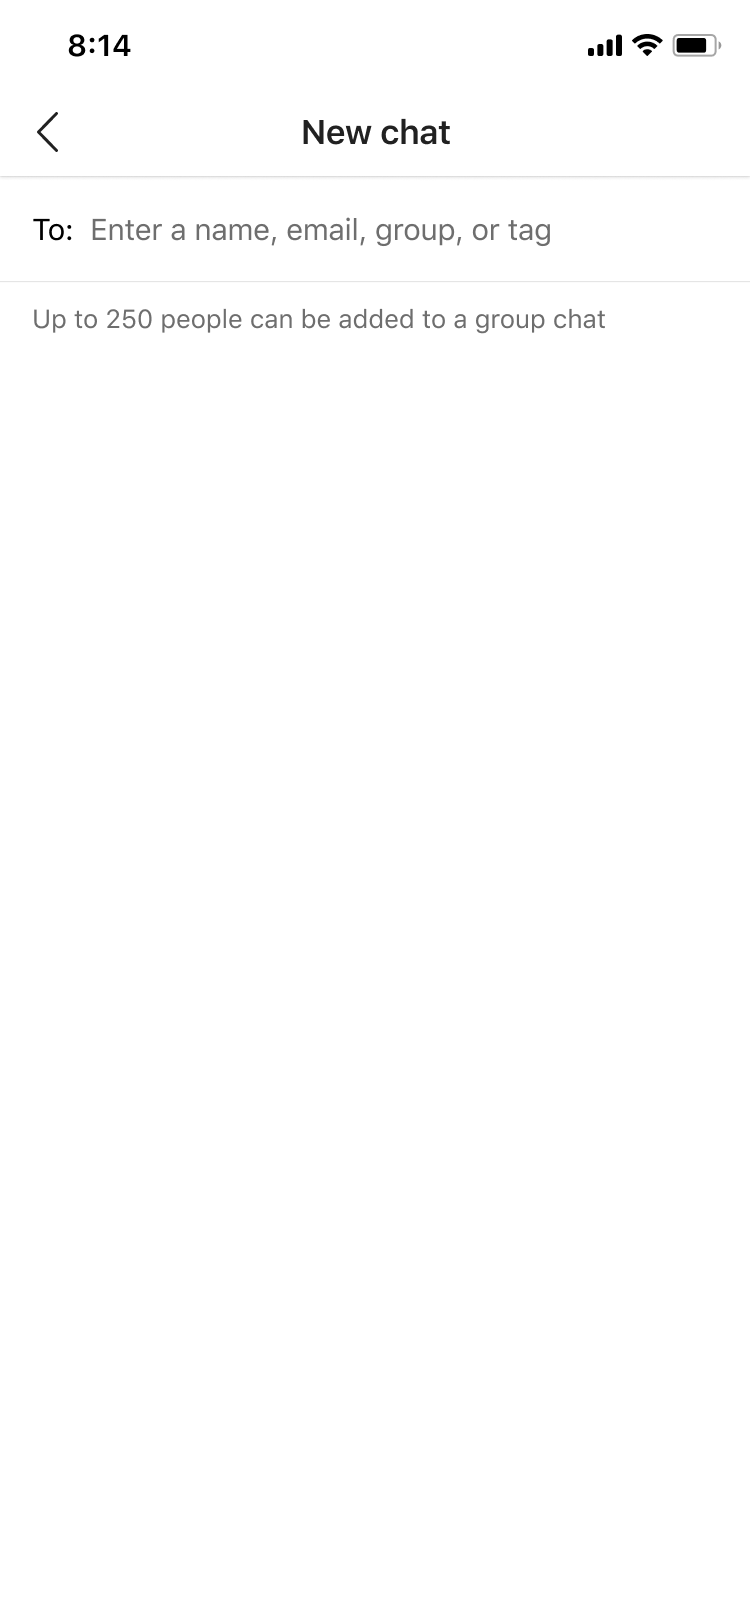 8:14
New chat
To: Enter a name, email, group, or tag
Up to 250 people can be added to a group chat